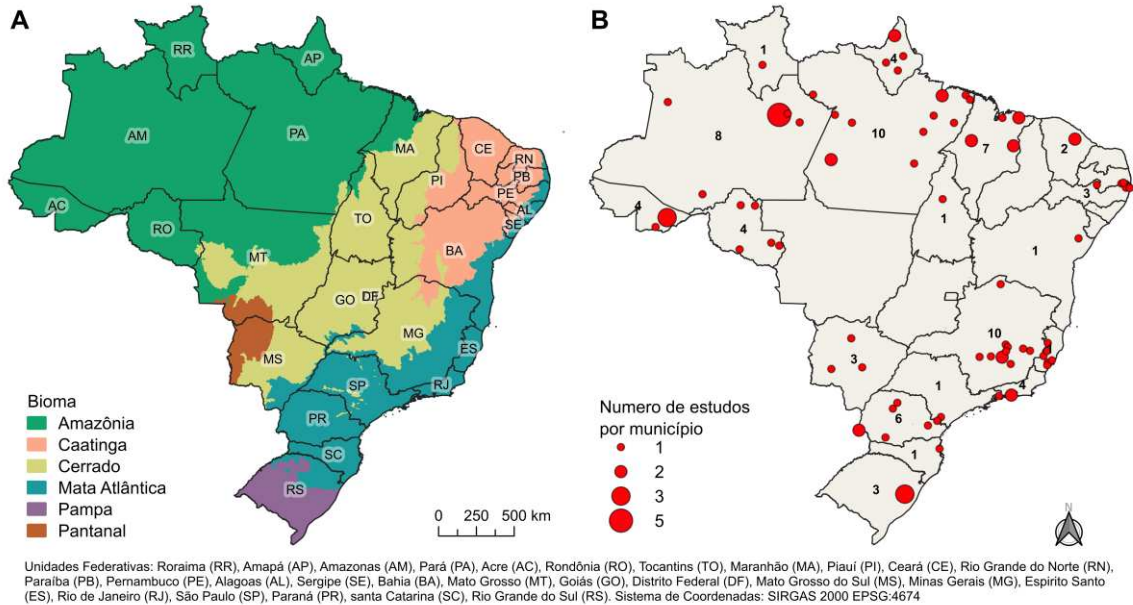 A
RR
AP
AM
PA
MA
CE
RN
PB
PI
PE
AL
SE
AC
TO
RO
BA
MT
GO
DF
MG
ES
MS
SP
RJ
PR
SC
RS
Bioma
Amazônia
Caatinga
Cerrado
Mata Atlântica
Pampa
Pantanal
0 250 500 km
B
1
4
8
10
7
2
3
4
4
1
1
10
3
1
4
6
1
3
Numero de estudos
por município
1
2
3
5
N
Unidades Federativas: Roraima (RR), Amapá (AP), Amazonas (AM), Pará (PA), Acre (AC), Rondônia (RO), Tocantins (TO), Maranhão (MA), Piauí (PI), Ceará (CE), Rio Grande do Norte (RN),
Paraíba (PB), Pernambuco (PE), Alagoas (AL), Sergipe (SE), Bahia (BA), Mato Grosso (MT), Goiás (GO), Distrito Federal (DF), Mato Grosso do Sul (MS), Minas Gerais (MG), Espirito Santo
(ES), Rio de Janeiro (RJ), São Paulo (SP), Paraná (PR), santa Catarina (SC), Rio Grande do Sul (RS). Sistema de Coordenadas: SIRGAS 2000 EPSG:4674